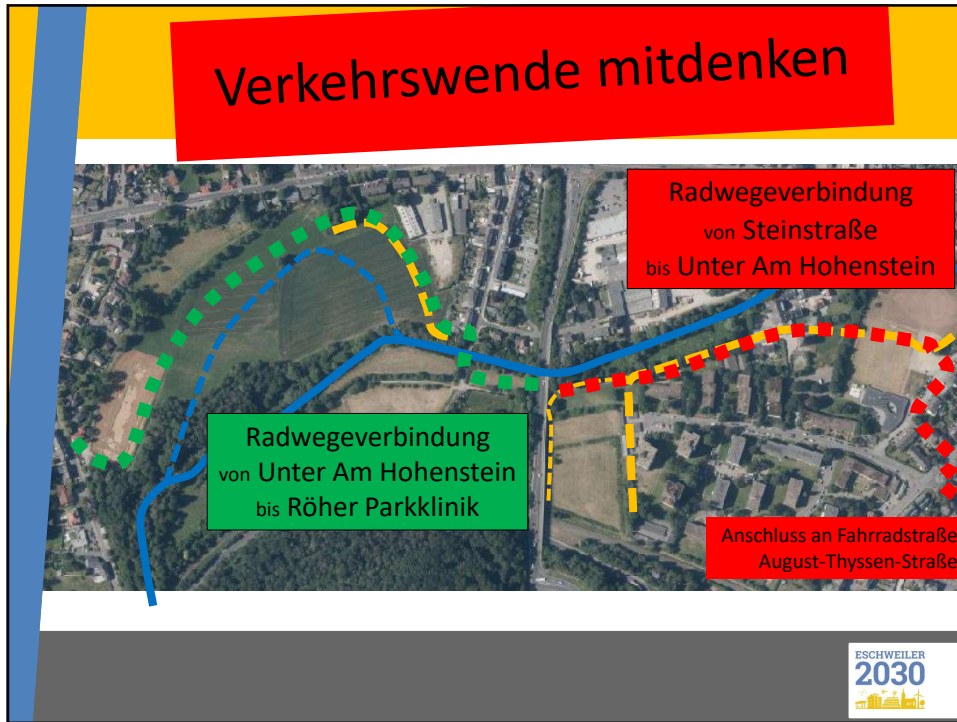 Verkehrswende mitdenken
Radwegeverbindung
von Steinstraße
bis Unter Am Hohenstein
Radwegeverbindung
von Unter Am Hohenstein
bis Röher Parkklinik
Anschluss an Fahrradstraße
August-Thyssen-Straße
ESCHWEILER
2030